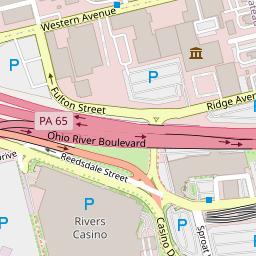 Western Avenue
P
P
Fulton Street
Ridge Ave
PA 65
Ohio River Boulevard
P
Reedsdale Street
P
P
P
Rivers
Casino
Casino D
Sproat